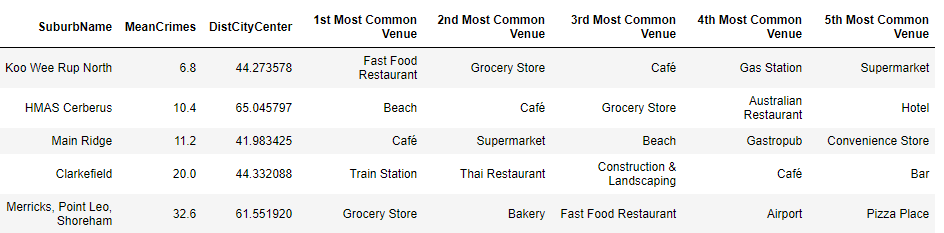 SuburbName MeanCrimes DistCityCenter 1st Most Common Venue 2nd Most Common Venue 3rd Most Common Venue 4th Most Common Venue 5th Most Common Venue
Koo Wee Rup North 6.8 44.273578 Fast Food Restaurant Grocery Store Café Gas Station Supermarket
HMAS Cerberus 10.4 65.045797 Beach Café Grocery Store Australian Restaurant Hotel
Main Ridge 11.2 41.983425 Café Supermarket Beach Gastropub Convenience Store
Clarkefield 20.0 44.332088 Train Station Thai Restaurant Construction & Landscaping Café Bar
Merricks, Point Leo, Shoreham 32.6 61.551920 Grocery Store Bakery Fast Food Restaurant Airport Pizza Place